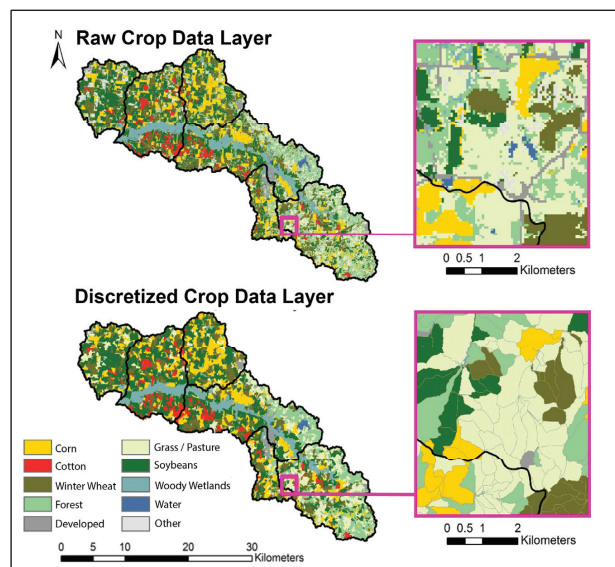 N
Raw Crop Data Layer
0 0.5 1 2
Kilometers
Discretized Crop Data Layer
Corn
Cotton
Winter Wheat
Forest
Developed
Grass / Pasture
Soybeans
Woody Wetlands
Water
Other
0 5 10 20 30
Kilometers
0 0.5 1 2
Kilometers